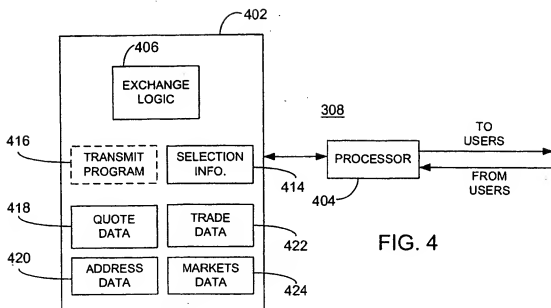 402
406
EXCHANGE
LOGIC
308
TO
USERS
416
TRANSMIT
PROGRAM
SELECTION
INFO.
PROCESSOR
414
404
FROM
USERS
418
QUOTE
DATA
TRADE
DATA
422
FIG. 4
420
ADDRESS
DATA
MARKETS
DATA
424